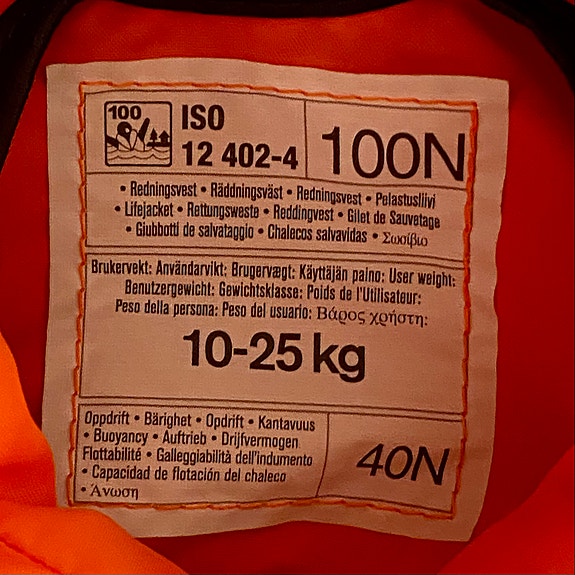 100
ISO
12 402-4
100N
• Redningsvest • Räddningsväst • Redningsvest • Pelastusliivi
• Lifejacket • Rettungsweste • Reddingvest • Gilet de Sauvetage
• Giubbotti de salvataggio • Chalecos salvavidas • Σωσίβιο
Brukervekt: Användarvikt: Brugervægt: Käyttäjän paino: User weight:
Benutzergewicht: Gewichtsklasse: Poids de l'Utilisateur:
Peso della persona: Peso del usuario: Βάρος χρήστη:
10-25 kg
Oppdrift • Bärighet • Opdrift • Kantavuus
• Buoyancy • Auftrieb • Drijfvermogen
Flottabilité • Galleggiabilità dell'indumento
• Capacidad de flotación del chaleco
• Άνωση
40N